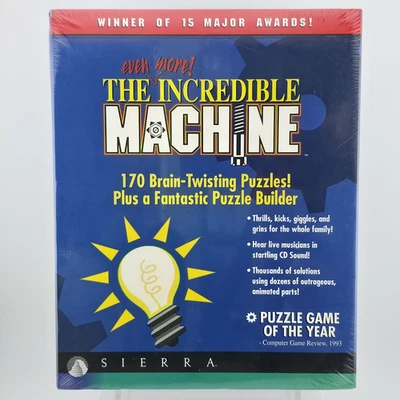 WINNER OF 15 MAJOR AWARDS!
even more!
THE INCREDIBLE
MACHINE™
170 Brain-Twisting Puzzles!
Plus a Fantastic Puzzle Builder
• Thrills, kicks, giggles, and
grins for the whole family!
• Hear live musicians in
startling CD Sound!
• Thousands of solutions
using dozens of outrageous,
animated parts!
PUZZLE GAME
OF THE YEAR
- Computer Game Review, 1993
SIERRA